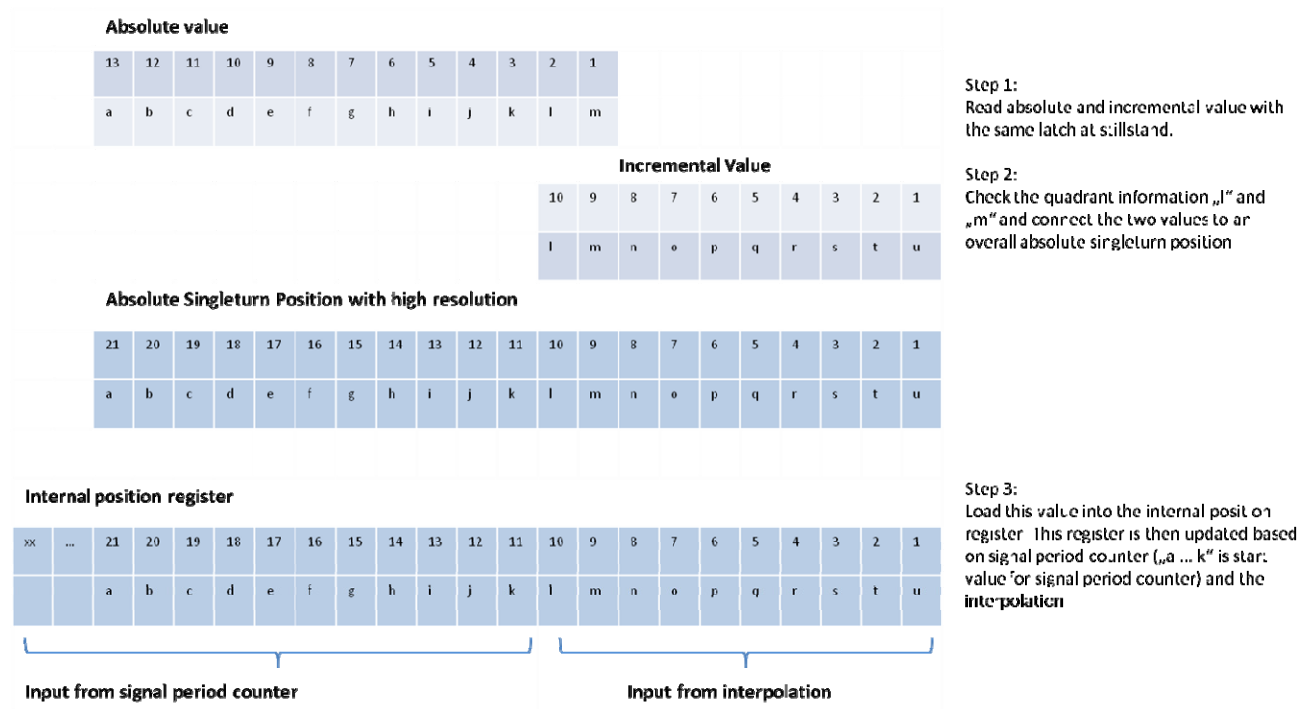 Absolute value
13 12 11 10 9 8 7 6 5 4 3 2 1
a b c d e f g h i j k l m
Step 1:
Read absolute and incremental value with
the same latch at stillstand.
Incremental Value
10 9 8 7 6 5 4 3 2 1
l m n o p q r s t u
Step 2:
Check the quadrant information „l“ and
„m“ and connect the two values to an
overall absolute singleturn position
Absolute Singleturn Position with high resolution
21 20 19 18 17 16 15 14 13 12 11 10 9 8 7 6 5 4 3 2 1
a b c d e f g h i j k l m n o p q r s t u
Internal position register
xx ... 21 20 19 18 17 16 15 14 13 12 11 10 9 8 7 6 5 4 3 2 1
a b c d e f g h i j k l m n o p q r s t u
Step 3:
Load this value into the internal position
register This register is then updated based
on signal period counter („a ... k“ is start
value for signal period counter) and the
interpolation
Input from signal period counter
Input from interpolation